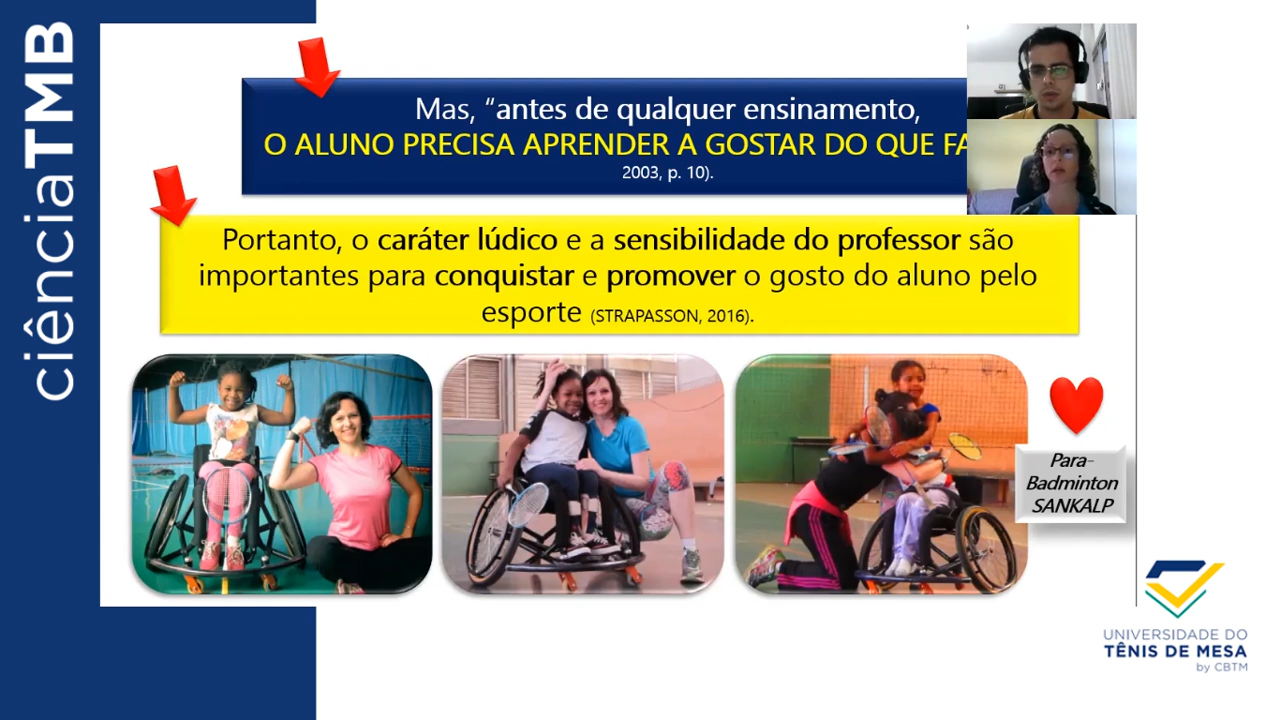 ciênciaTMB
Mas, “antes de qualquer ensinamento,
O ALUNO PRECISA APRENDER A GOSTAR DO QUE
2003, p. 10).
Portanto, o caráter lúdico e a sensibilidade do professor são
importantes para conquistar e promover o gosto do aluno pelo
esporte (STRAPASSON, 2016).
Para-
Badminton
SANKALP
UNIVERSIDADE DO
TÊNIS DE MESA
by CBTM